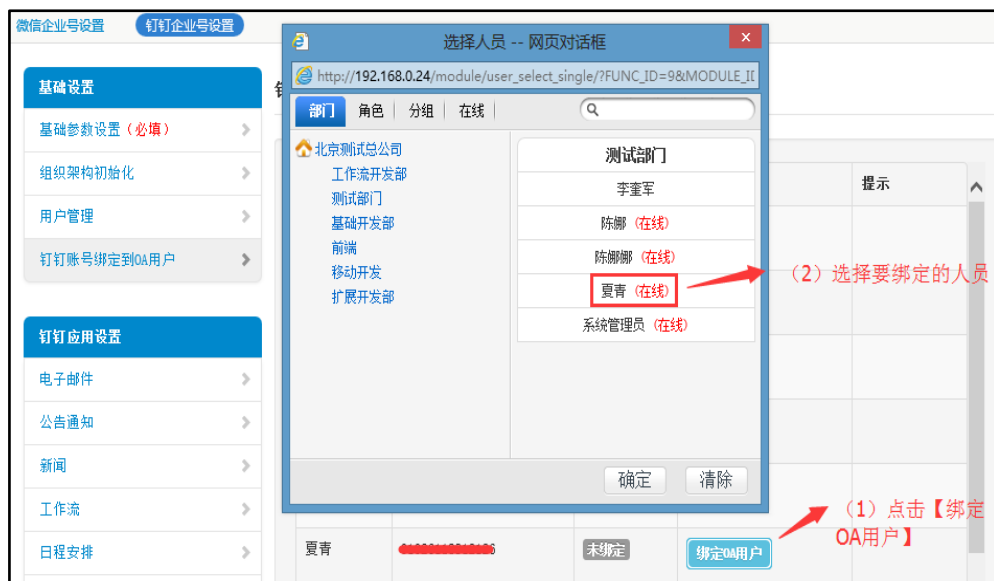 微信企业号设置 钉钉企业号设置
基础设置
基础参数设置（必填）
组织架构初始化
用户管理
钉钉账号绑定到OA用户
钉钉应用设置
电子邮件
公告通知
新闻
工作流
日程安排
选择人员 -- 网页对话框
http://192.168.0.24/module/user_select_single/?FUNC_ID=9&MODULE_II
部门 角色 分组 在线
北京测试总公司
工作流开发部
测试部门
基础开发部
前端
移动开发
扩展开发部
测试部门
李奎军
陈娜（在线）
陈娜娜（在线）
夏青（在线）
系统管理员（在线）
确定 清除
提示
（2）选择要绑定的人员
（1）点击【绑定
OA用户】
夏青 未绑定 绑定OA用户